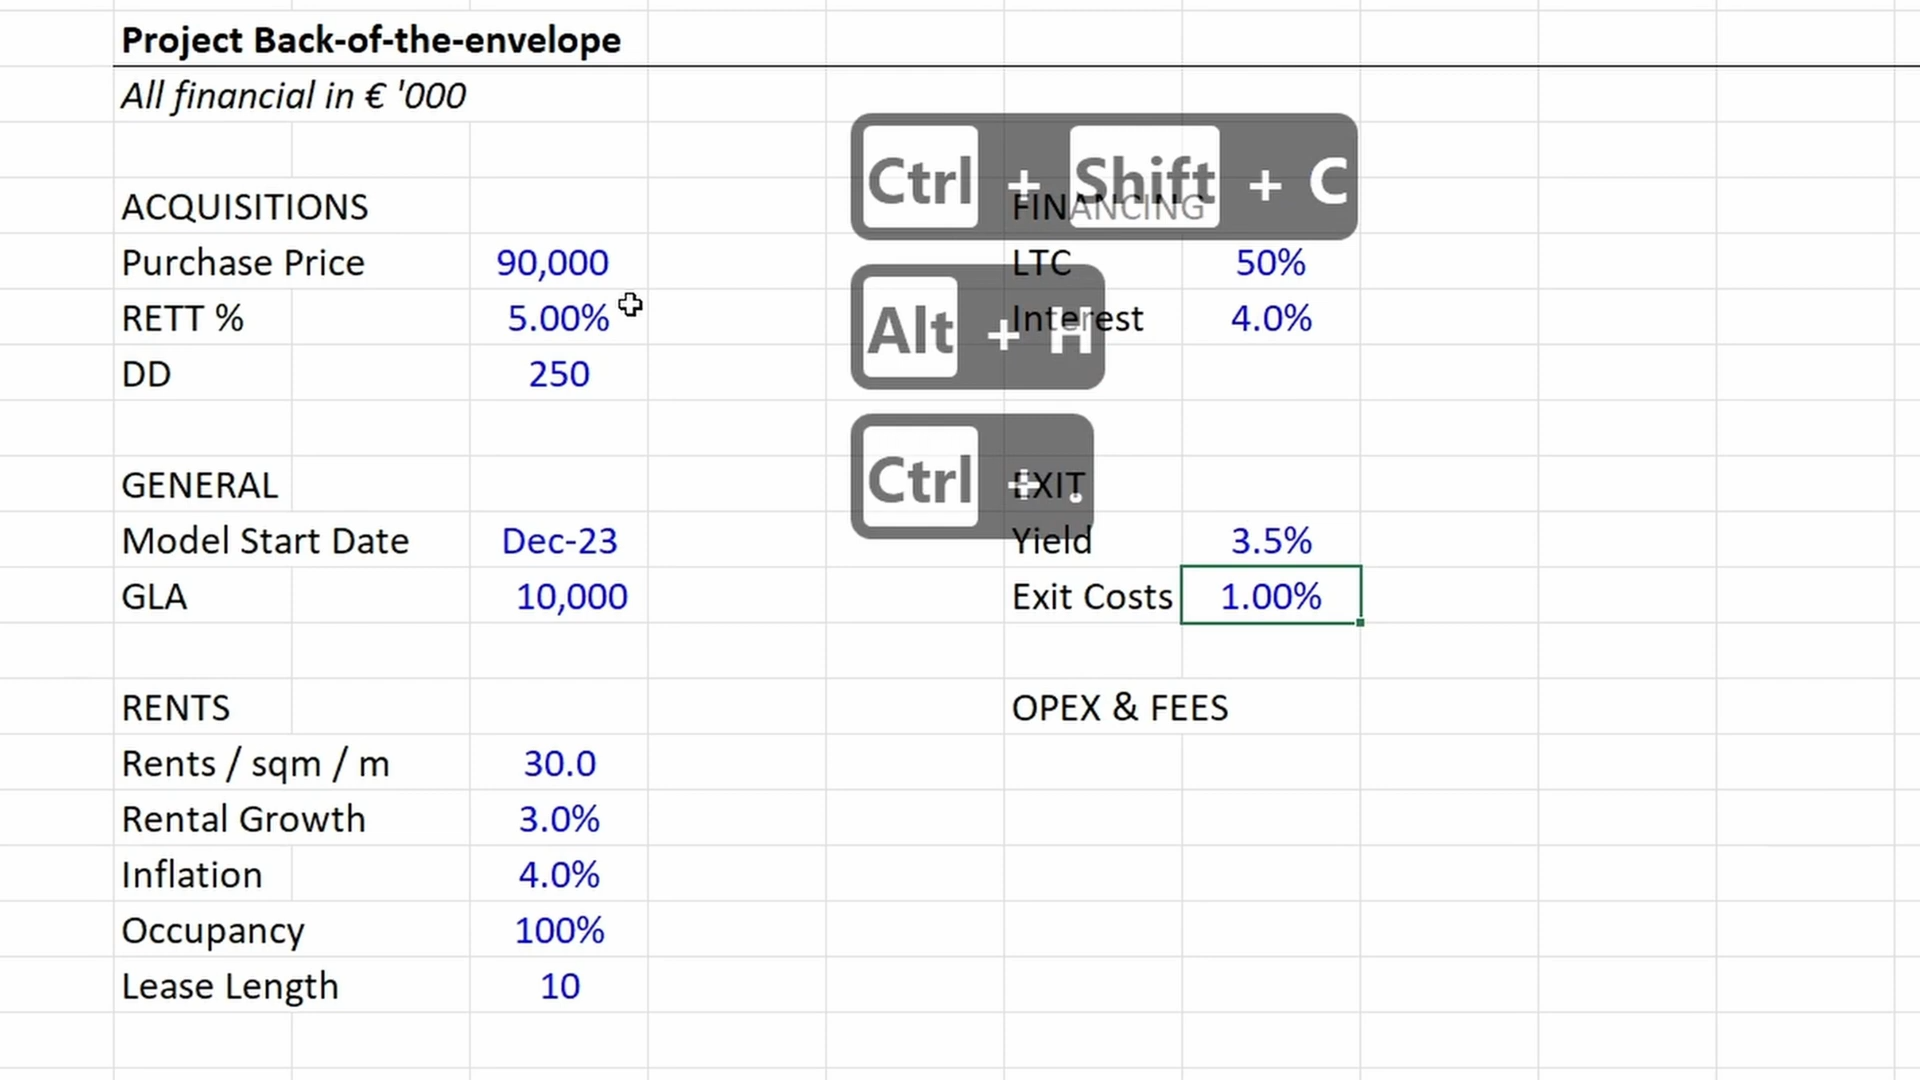 Project Back-of-the-envelope
All financial in € '000
Ctrl + Shift + C
ACQUISITIONS FINANCING
Purchase Price 90,000 LTC 50%
Alt + H
RETT % 5.00% Interest 4.0%
DD 250
Ctrl + .
GENERAL EXIT
Model Start Date Dec-23 Yield 3.5%
GLA 10,000 Exit Costs 1.00%
RENTS OPEX & FEES
Rents / sqm / m 30.0
Rental Growth 3.0%
Inflation 4.0%
Occupancy 100%
Lease Length 10